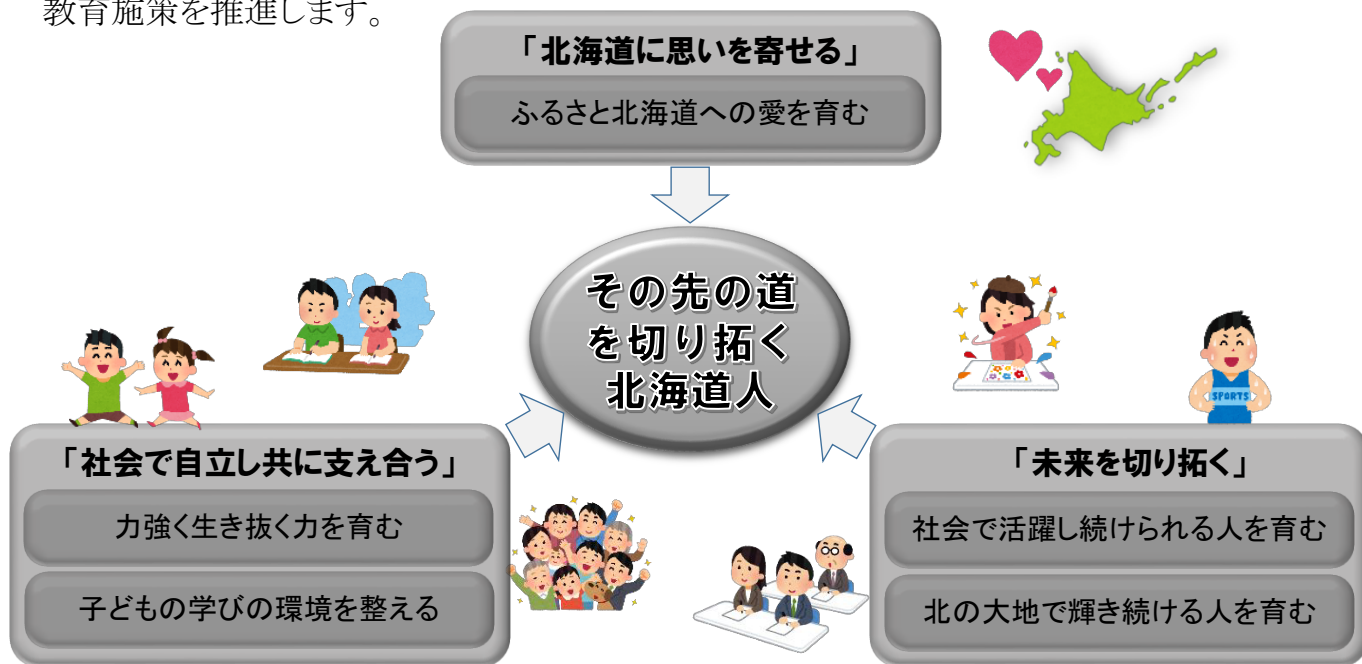 教育施策を推進します。
「北海道に思いを寄せる」
ふるさと北海道への愛を育む
その先の道
を切り拓く
北海道人
「社会で自立し共に支え合う」
力強く生き抜く力を育む
子どもの学びの環境を整える
SPORTS
「未来を切り拓く」
社会で活躍し続けられる人を育む
北の大地で輝き続ける人を育む